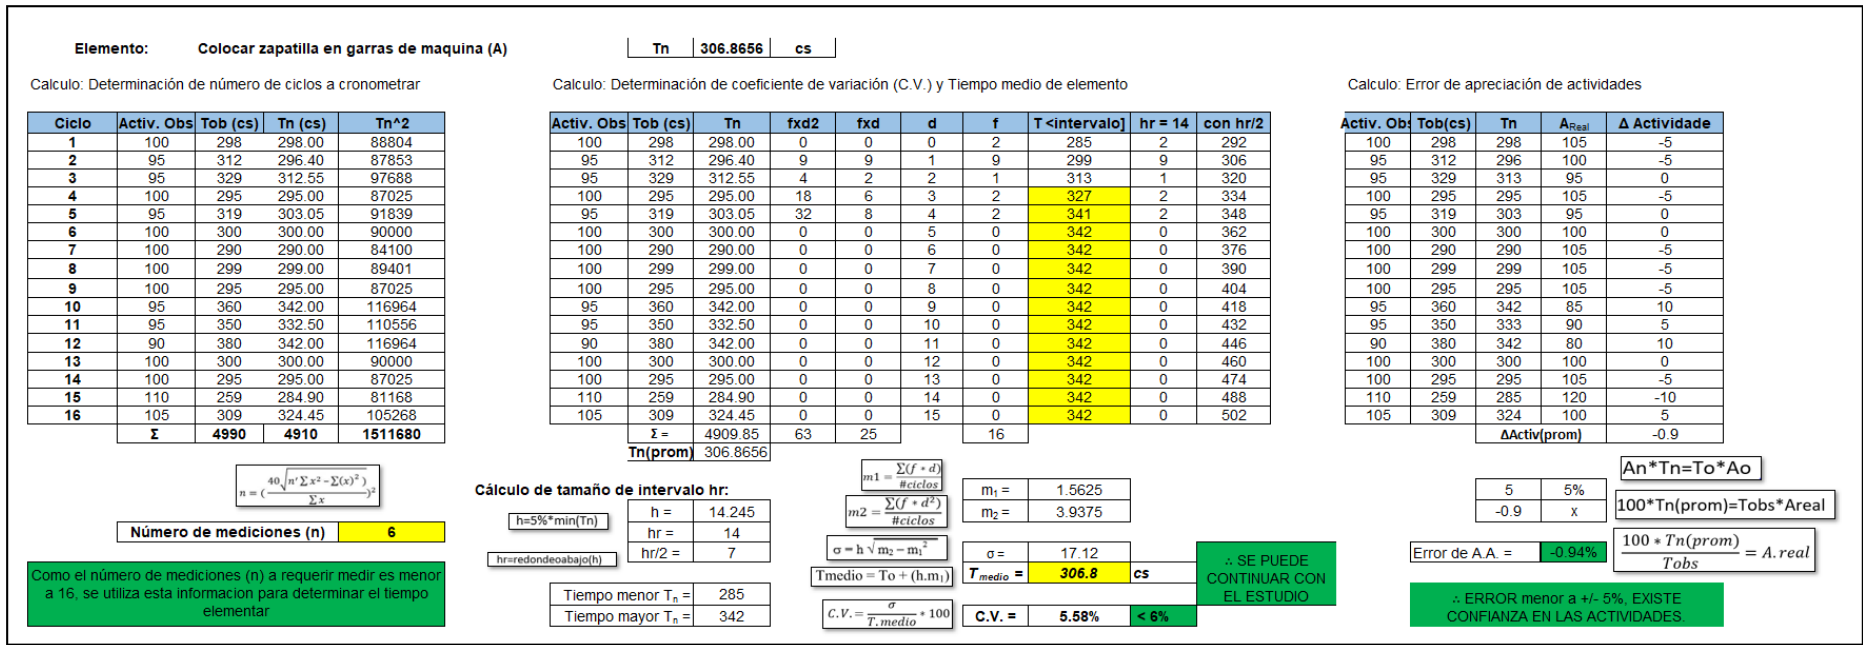 Elemento: Colocar zapatilla en garras de maquina (A) Tn 306.8656 cs
Calculo: Determinación de número de ciclos a cronometrar
Ciclo Activ. Obs Tob (cs) Tn (cs) Tn^2
1 100 298 298.00 88804
2 95 312 296.40 87853
3 95 329 312.55 97688
4 100 295 295.00 87025
5 95 319 303.05 91839
6 100 300 300.00 90000
7 100 290 290.00 84100
8 100 299 299.00 89401
9 100 295 295.00 87025
10 95 360 342.00 116964
11 95 350 332.50 110556
12 90 380 342.00 116964
13 100 300 300.00 90000
14 100 295 295.00 87025
15 110 259 284.90 81168
16 105 309 324.45 105268
Σ 4990 4910 1511680
n = ( 40√(n'Σx² − Σ(x)²) / Σx )²
Número de mediciones (n) 6
Como el número de mediciones (n) a requerir medir es menor
a 16, se utiliza esta informacion para determinar el tiempo
elementar
Calculo: Determinación de coeficiente de variación (C.V.) y Tiempo medio de elemento
Activ. Obs Tob (cs) Tn fxd2 fxd d f T <intervalo] hr = 14 con hr/2
100 298 298.00 0 0 0 2 285 2 292
95 312 296.40 9 9 1 9 299 9 306
95 329 312.55 4 2 2 1 313 1 320
100 295 295.00 18 6 3 2 327 2 334
95 319 303.05 32 8 4 2 341 2 348
100 300 300.00 0 0 5 0 342 0 362
100 290 290.00 0 0 6 0 342 0 376
100 299 299.00 0 0 7 0 342 0 390
100 295 295.00 0 0 8 0 342 0 404
95 360 342.00 0 0 9 0 342 0 418
95 350 332.50 0 0 10 0 342 0 432
90 380 342.00 0 0 11 0 342 0 446
100 300 300.00 0 0 12 0 342 0 460
100 295 295.00 0 0 13 0 342 0 474
110 259 284.90 0 0 14 0 342 0 488
105 309 324.45 0 0 15 0 342 0 502
Σ = 4909.85 63 25 16
Tn(prom) 306.8656
Cálculo de tamaño de intervalo hr:
h=5%*min(Tn)
h = 14.245
hr = 14
hr=redondeoabajo(h)
hr/2 = 7
Tiempo menor Tn = 285
Tiempo mayor Tn = 342
m1 = Σ(f * d) / #ciclos
m2 = Σ(f * d²) / #ciclos
σ = h √(m₂ − m₁²)
Tmedio = To + (h.m₁)
C.V. = σ / T.medio * 100
m₁ = 1.5625
m₂ = 3.9375
σ = 17.12
Tmedio = 306.8 cs
C.V. = 5.58% < 6%
∴ SE PUEDE
CONTINUAR CON
EL ESTUDIO
Calculo: Error de apreciación de actividades
Activ. Obs Tob(cs) Tn AReal Δ Actividade
100 298 298 105 -5
95 312 296 100 -5
95 329 313 95 0
100 295 295 105 -5
95 319 303 95 0
100 300 300 100 0
100 290 290 105 -5
100 299 299 105 -5
100 295 295 105 -5
95 360 342 85 10
95 350 333 90 5
90 380 342 80 10
100 300 300 100 0
100 295 295 105 -5
110 259 285 120 -10
105 309 324 100 5
ΔActiv(prom) -0.9
An*Tn=To*Ao
5 5%
-0.9 x
100*Tn(prom)=Tobs*Areal
Error de A.A. = -0.94%
100 * Tn(prom) / Tobs = A.real
∴ ERROR menor a +/- 5%, EXISTE
CONFIANZA EN LAS ACTIVIDADES.